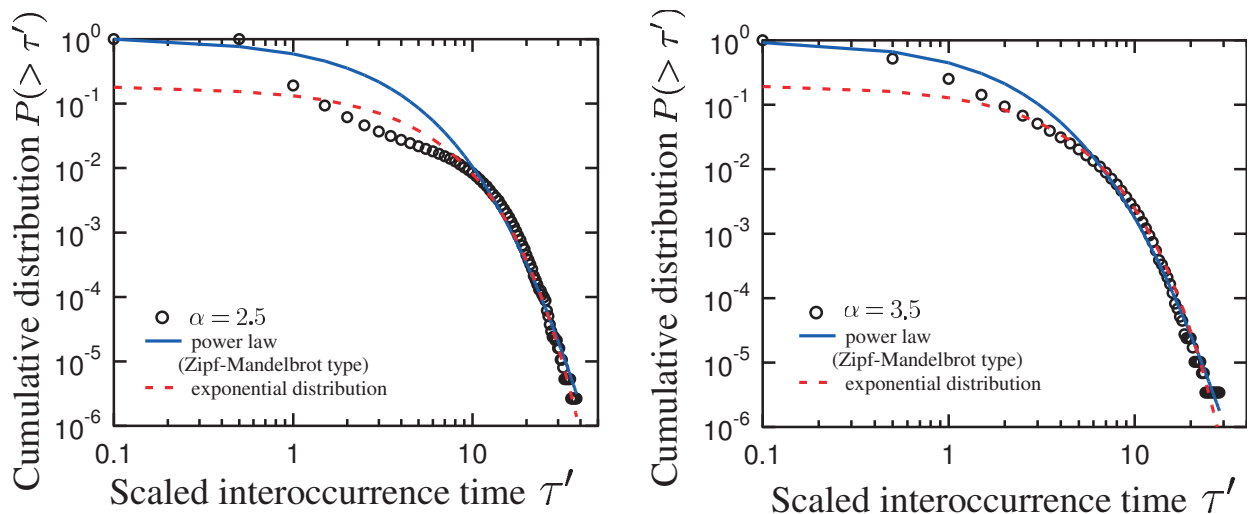 Cumulative distribution P(> τ′)
10^0
10^-1
10^-2
10^-3
10^-4
10^-5
10^-6
α = 2.5
power law
(Zipf-Mandelbrot type)
exponential distribution
0.1 1 10
Scaled interoccurrence time τ′
Cumulative distribution P(> τ′)
10^0
10^-1
10^-2
10^-3
10^-4
10^-5
10^-6
α = 3.5
power law
(Zipf-Mandelbrot type)
exponential distribution
0.1 1 10
Scaled interoccurrence time τ′